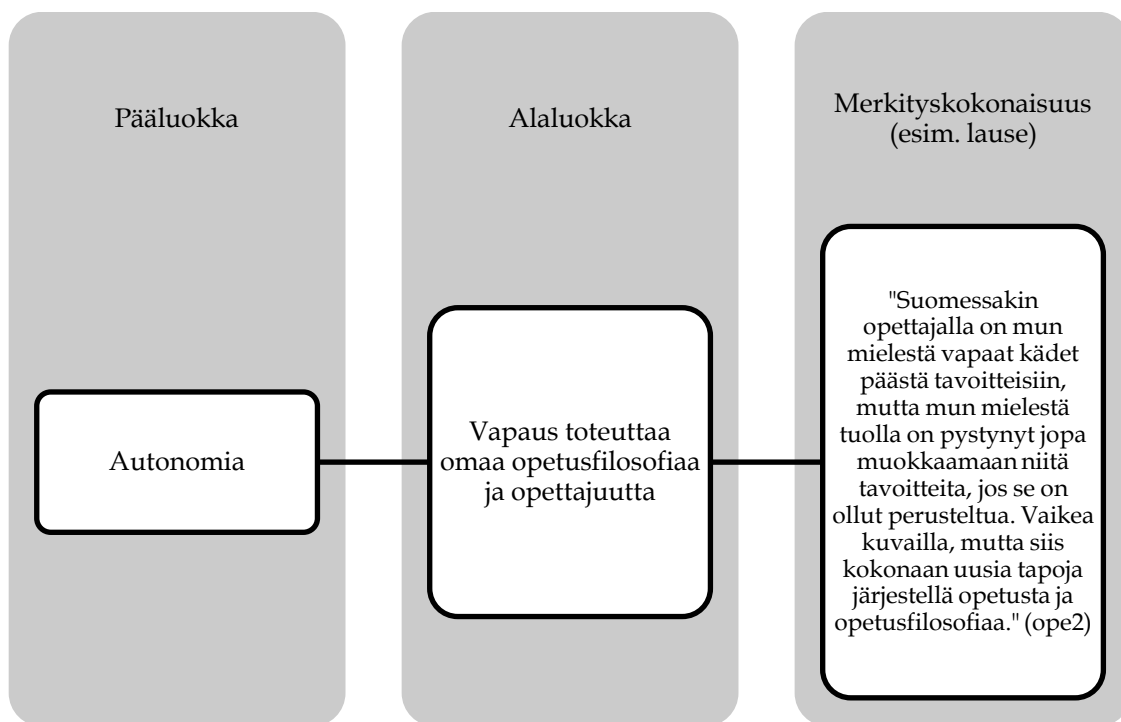 Pääluokka
Alaluokka
Merkityskokonaisuus
(esim. lause)
Autonomia
Vapaus toteuttaa
omaa opetusfilosofiaa
ja opettajuutta
"Suomessakin
opettajalla on mun
mielestä vapaat kädet
päästä tavoitteisiin,
mutta mun mielestä
tuolla on pystynyt jopa
muokkaamaan niitä
tavoitteita, jos se on
ollut perusteltua. Vaikea
kuvailla, mutta siis
kokonaan uusia tapoja
järjestellä opetusta ja
opetusfilosofiaa." (ope2)